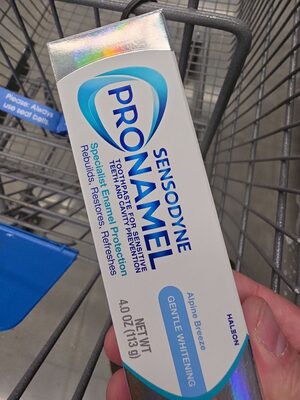 Please, Always
use seat belts
SENSODYNE
PRONAMEL
TOOTHPASTE FOR SENSITIVE
TEETH AND CAVITY PREVENTION
Specialist Enamel Protection
Rebuilds, Restores, Refreshes
Alpine Breeze
GENTLE WHITENING
NET WT
4.0 OZ (113 g)
HALEON